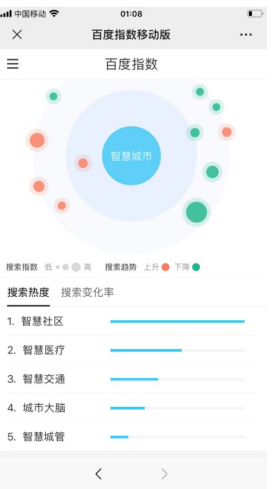 中国移动 01:08
百度指数移动版
百度指数
智慧城市
搜索指数 低 高 搜索趋势 上升 下降
搜索热度 搜索变化率
1. 智慧社区
2. 智慧医疗
3. 智慧交通
4. 城市大脑
5. 智慧城管